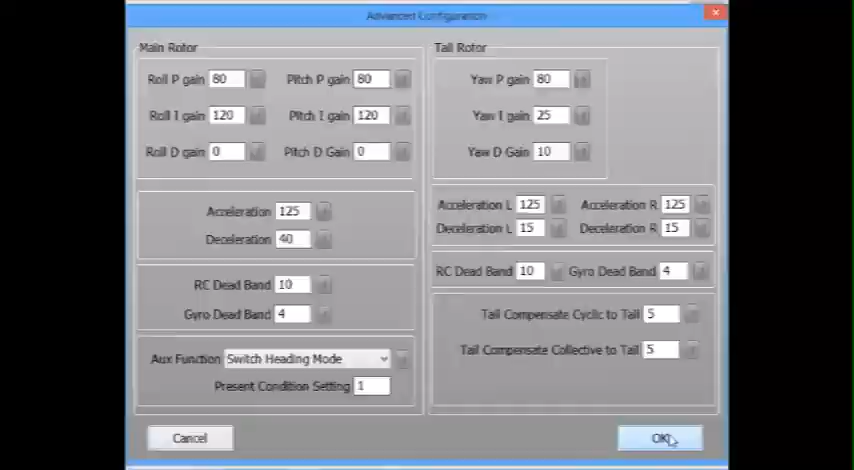 Advanced Configuration
Main Rotor
Roll P gain 80 Pitch P gain 80
Roll I gain 120 Pitch I gain 120
Roll D gain 0 Pitch D Gain 0
Acceleration 125
Deceleration 40
RC Dead Band 10
Gyro Dead Band 4
Aux Function Switch Heading Mode
Present Condition Setting 1
Tail Rotor
Yaw P gain 80
Yaw I gain 25
Yaw D Gain 10
Acceleration L 125 Acceleration R 125
Deceleration L 15 Deceleration R 15
RC Dead Band 10 Gyro Dead Band 4
Tail Compensate Cyclic to Tail 5
Tail Compensate Collective to Tail 5
Cancel
OK